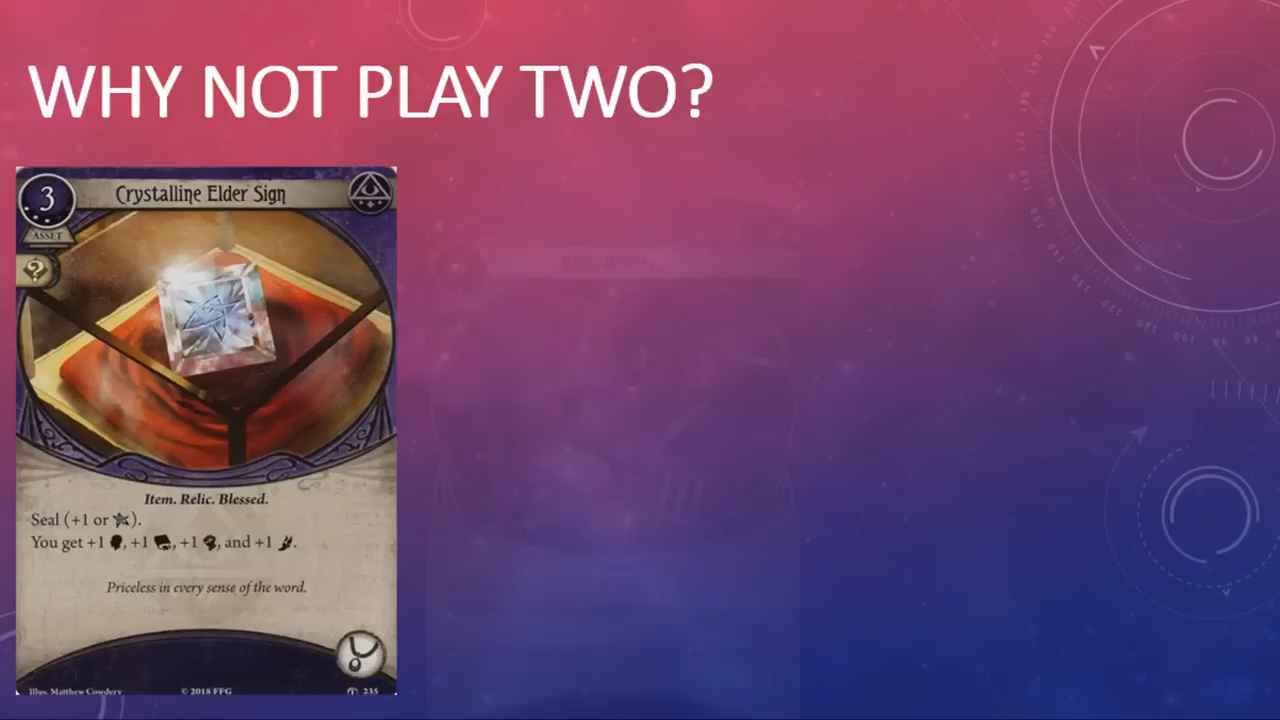 WHY NOT PLAY TWO?
3
Crystalline Elder Sign
ASSET
?
Item. Relic. Blessed.
Seal (+1 or ).
You get +1 , +1 , +1 , and +1 .
Priceless in every sense of the word.
Illus. Matthew Cowdery © 2018 FFG 235